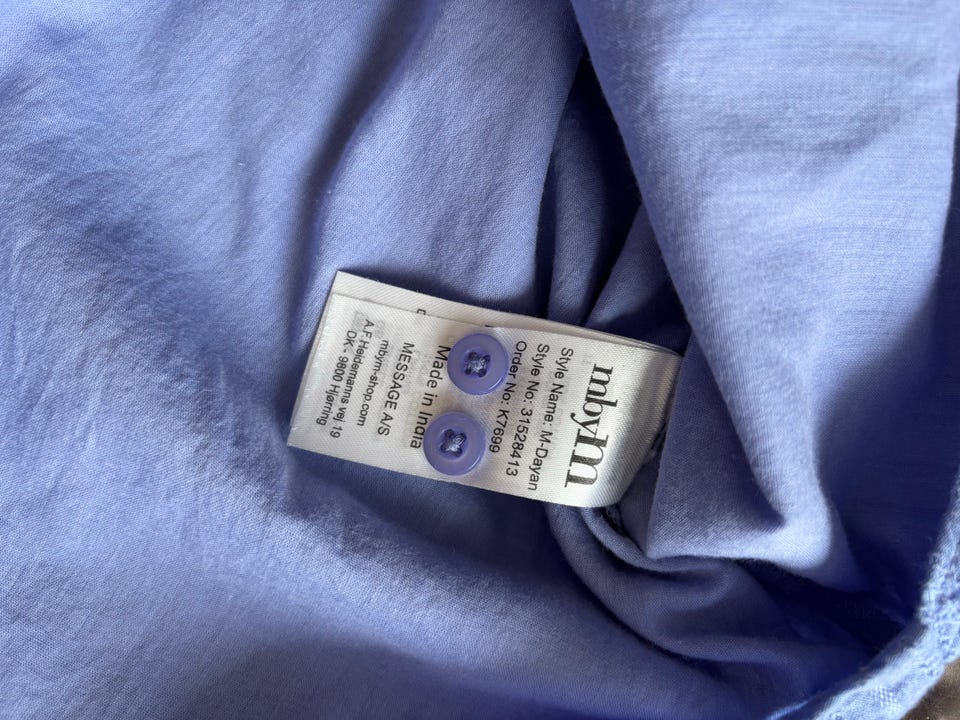 mbyM
Style Name: M-Dayan
Style No: 31528413
Order No: K7699
Made in India
MESSAGE A/S
mbym-shop.com
A.F. Heidemanns vej 19
DK - 9800 Hjørring